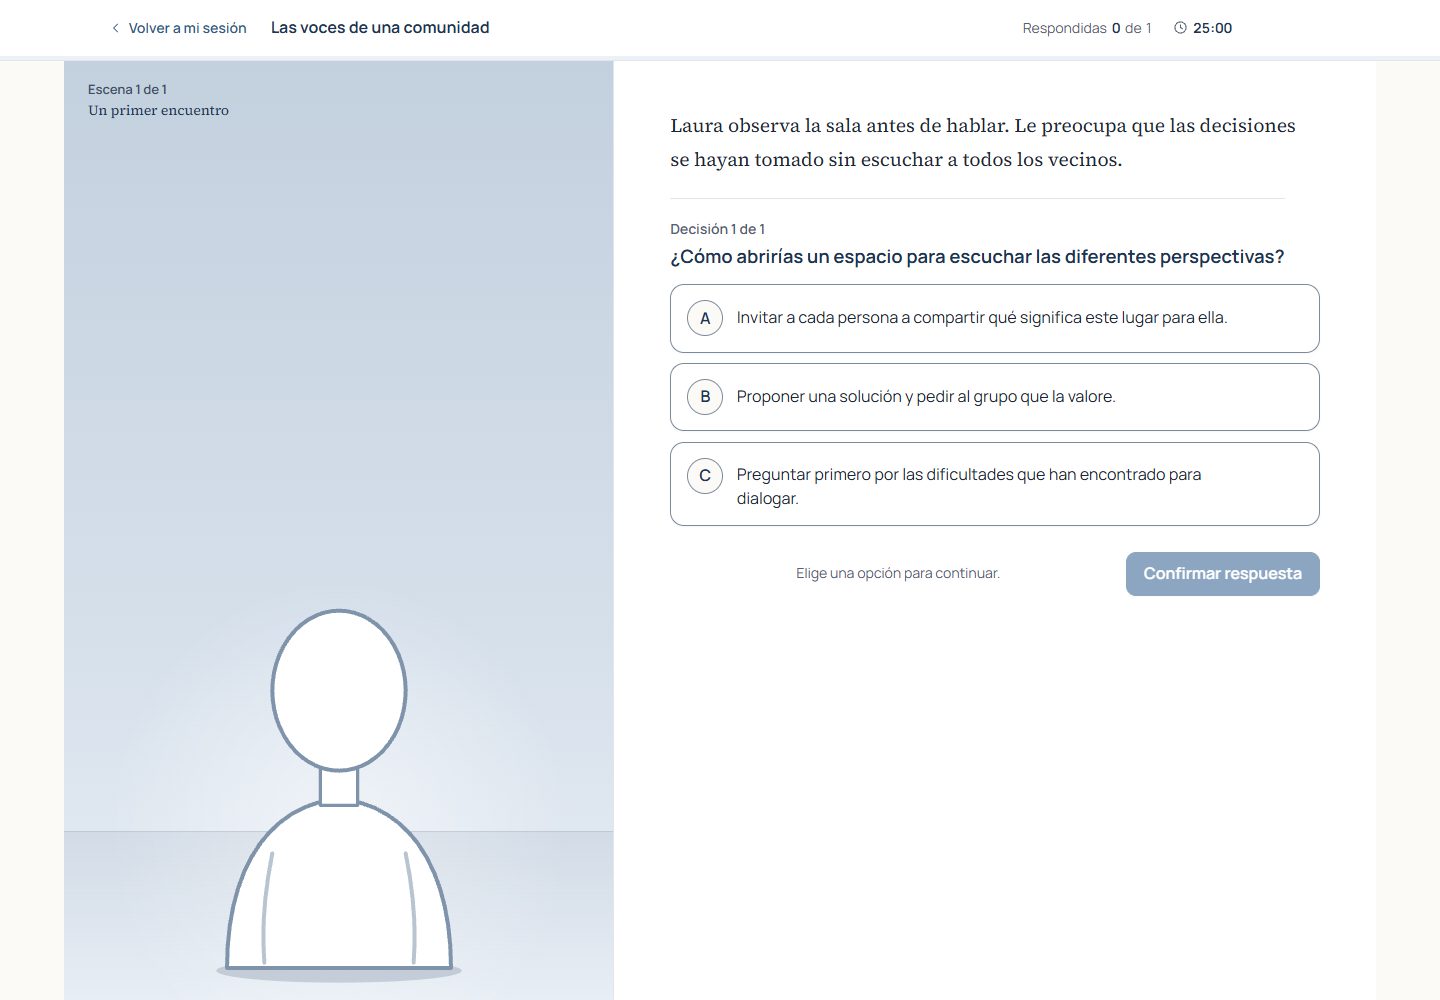 Volver a mi sesión
Las voces de una comunidad
Respondidas 0 de 1
25:00
Escena 1 de 1
Un primer encuentro
Laura observa la sala antes de hablar. Le preocupa que las decisiones
se hayan tomado sin escuchar a todos los vecinos.
Decisión 1 de 1
¿Cómo abrirías un espacio para escuchar las diferentes perspectivas?
A Invitar a cada persona a compartir qué significa este lugar para ella.
B Proponer una solución y pedir al grupo que la valore.
C Preguntar primero por las dificultades que han encontrado para
dialogar.
Elige una opción para continuar.
Confirmar respuesta